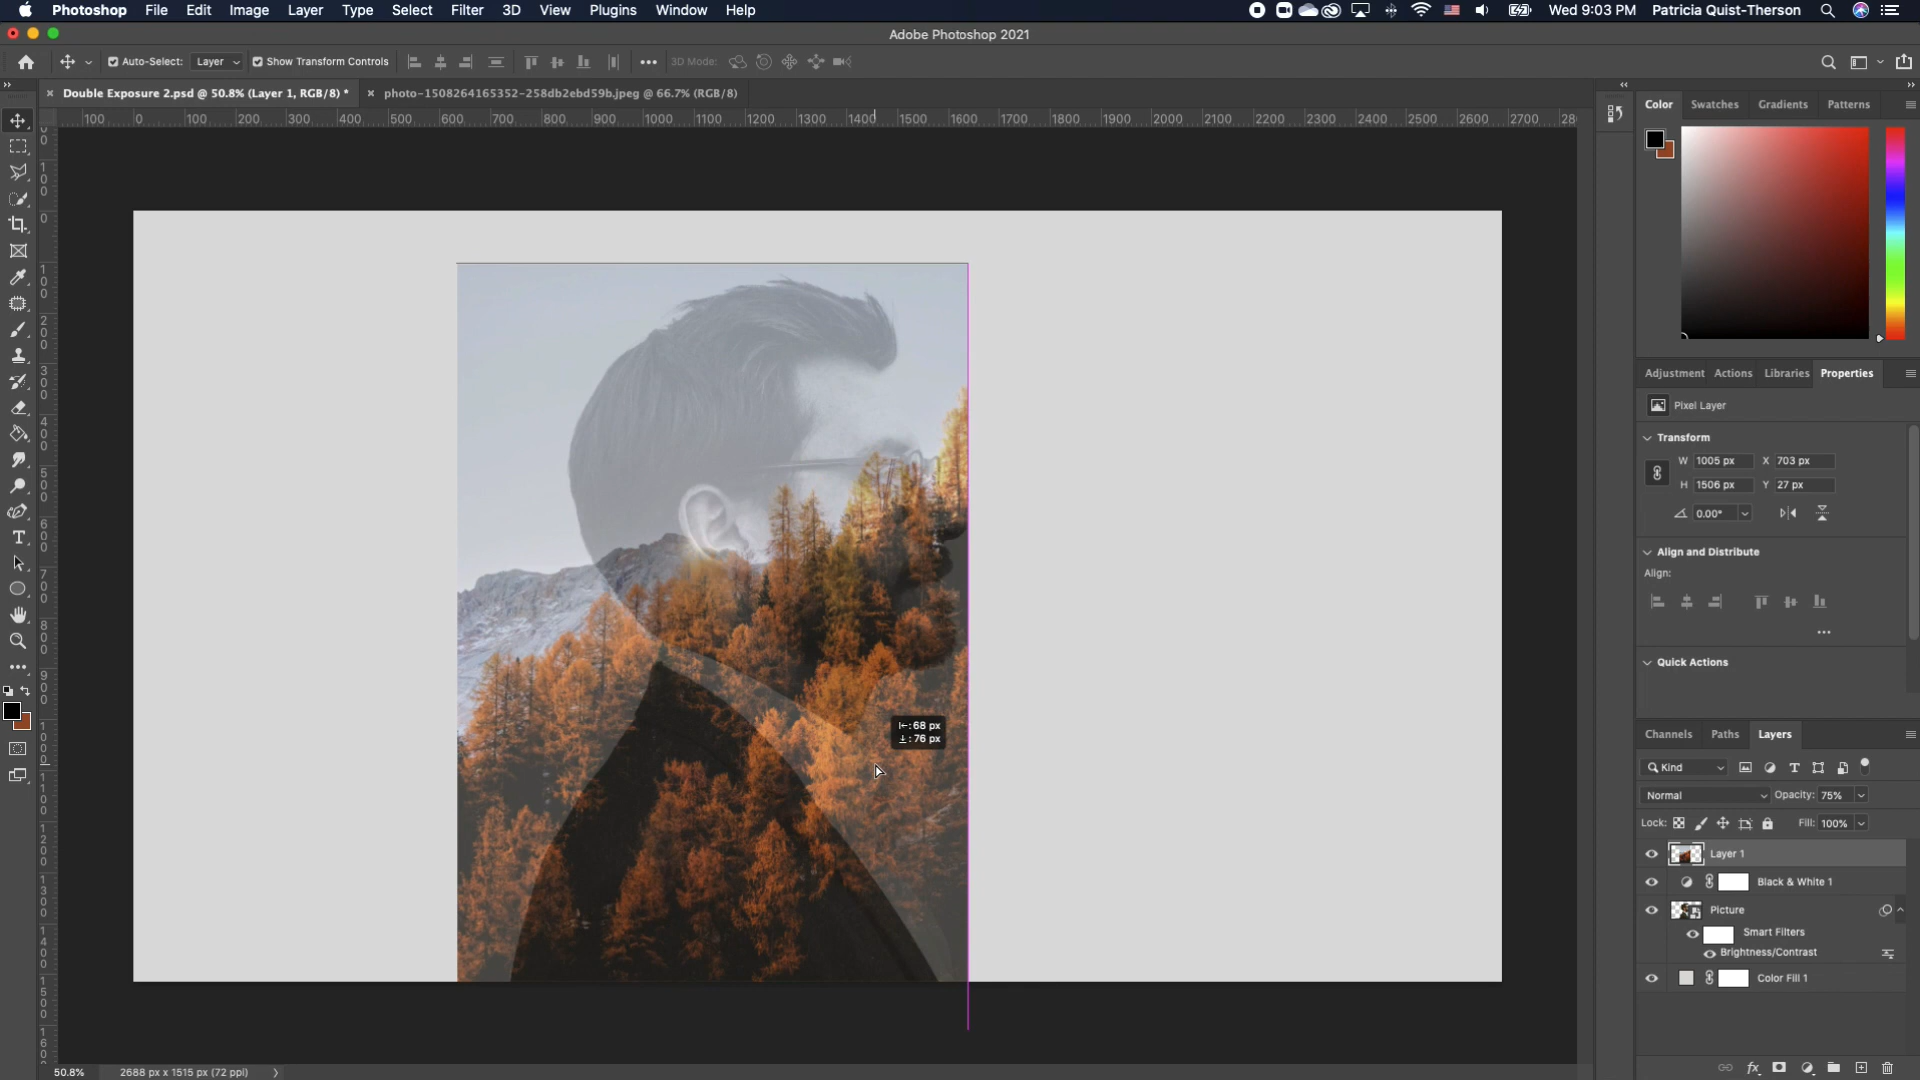 Photoshop File Edit Image Layer Type Select Filter 3D View Plugins Window Help Wed 9:03 PM Patricia Quist-Therson
Adobe Photoshop 2021
Auto-Select: Layer Show Transform Controls 3D Mode:
Double Exposure 2.psd @ 50.8% (Layer 1, RGB/8) * photo-1508264165352-258db2ebd59b.jpeg @ 66.7% (RGB/8)
100 0 100 200 300 400 500 600 700 800 900 1000 1100 1200 1300 1400 1500 1600 1700 1800 1900 2000 2100 2200 2300 2400 2500 2600 2700 28
Color Swatches Gradients Patterns
Adjustment Actions Libraries Properties
Pixel Layer
Transform
W 1005 px X 703 px
H 1506 px Y 27 px
0.00°
Align and Distribute
Align:
Quick Actions
68 px
76 px
Channels Paths Layers
Kind
Normal Opacity: 75%
Lock: Fill: 100%
Layer 1
Black & White 1
Picture
Smart Filters
Brightness/Contrast
Color Fill 1
50.8% 2688 px x 1515 px (72 ppi)